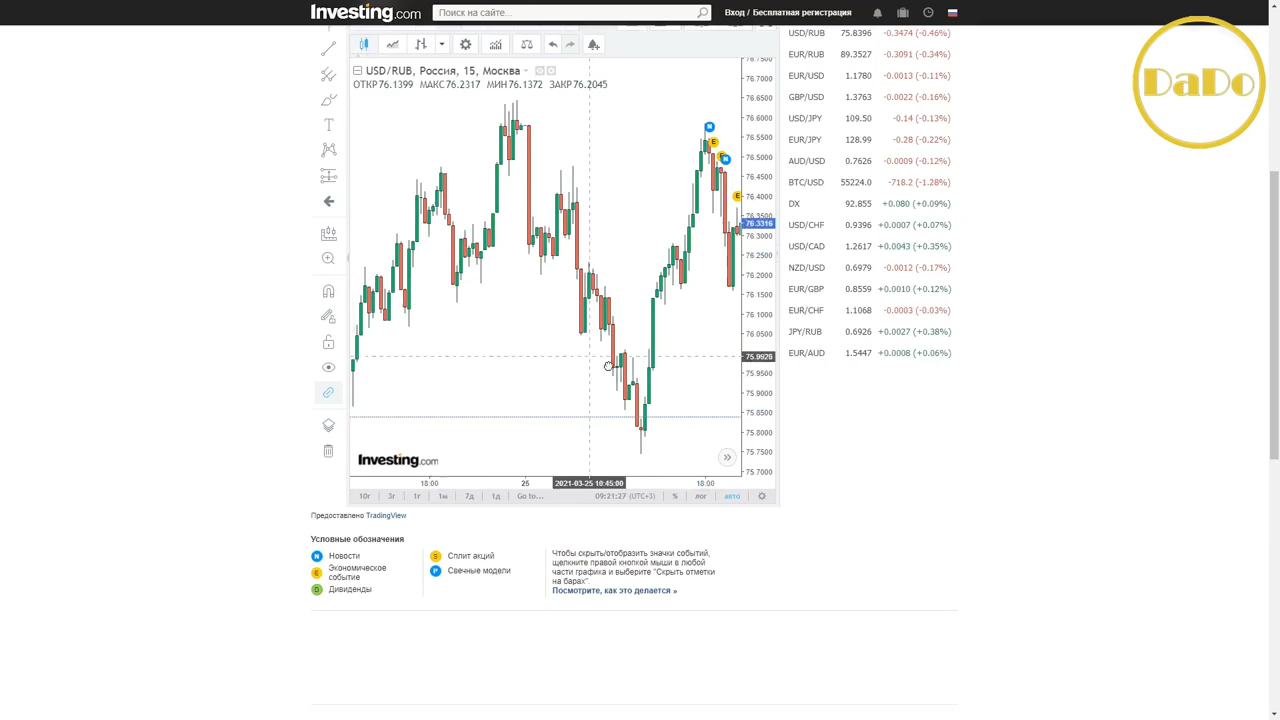 Investing.com
Поиск на сайте...
Вход / Бесплатная регистрация
DaDo
USD/RUB, Россия, 15, Москва
ОТКР 76.1399 МАКС 76.2317 МИН 76.1372 ЗАКР 76.2045
76.7500
76.7000
76.6500
76.6000
76.5500
76.5000
76.4500
76.4000
76.3500
76.3316
76.3000
76.2500
76.2000
76.1500
76.1000
76.0500
75.9926
75.9500
75.9000
75.8500
75.8000
75.7500
75.7000
N
E
N
E
Investing.com
18:00
25
2021-03-25 10:45:00
18:00
10г
3г
1г
1м
7д
1д
Go to...
09:21:27 (UTC+3)
%
лог
авто
USD/RUB 75.8396 -0.3474 (-0.46%)
EUR/RUB 89.3527 -0.3091 (-0.34%)
EUR/USD 1.1780 -0.0013 (-0.11%)
GBP/USD 1.3763 -0.0022 (-0.16%)
USD/JPY 109.50 -0.14 (-0.13%)
EUR/JPY 128.99 -0.28 (-0.22%)
AUD/USD 0.7626 -0.0009 (-0.12%)
BTC/USD 55224.0 -718.2 (-1.28%)
DX 92.855 +0.080 (+0.09%)
USD/CHF 0.9396 +0.0007 (+0.07%)
USD/CAD 1.2617 +0.0043 (+0.35%)
NZD/USD 0.6979 -0.0012 (-0.17%)
EUR/GBP 0.8559 +0.0010 (+0.12%)
EUR/CHF 1.1068 -0.0003 (-0.03%)
JPY/RUB 0.6926 +0.0027 (+0.38%)
EUR/AUD 1.5447 +0.0008 (+0.06%)
Предоставлено TradingView
Условные обозначения
N Новости
E Экономическое
событие
D Дивиденды
S Сплит акций
P Свечные модели
Чтобы скрыть/отобразить значки событий,
щелкните правой кнопкой мыши в любой
части графика и выберите "Скрыть отметки
на барах".
Посмотрите, как это делается »